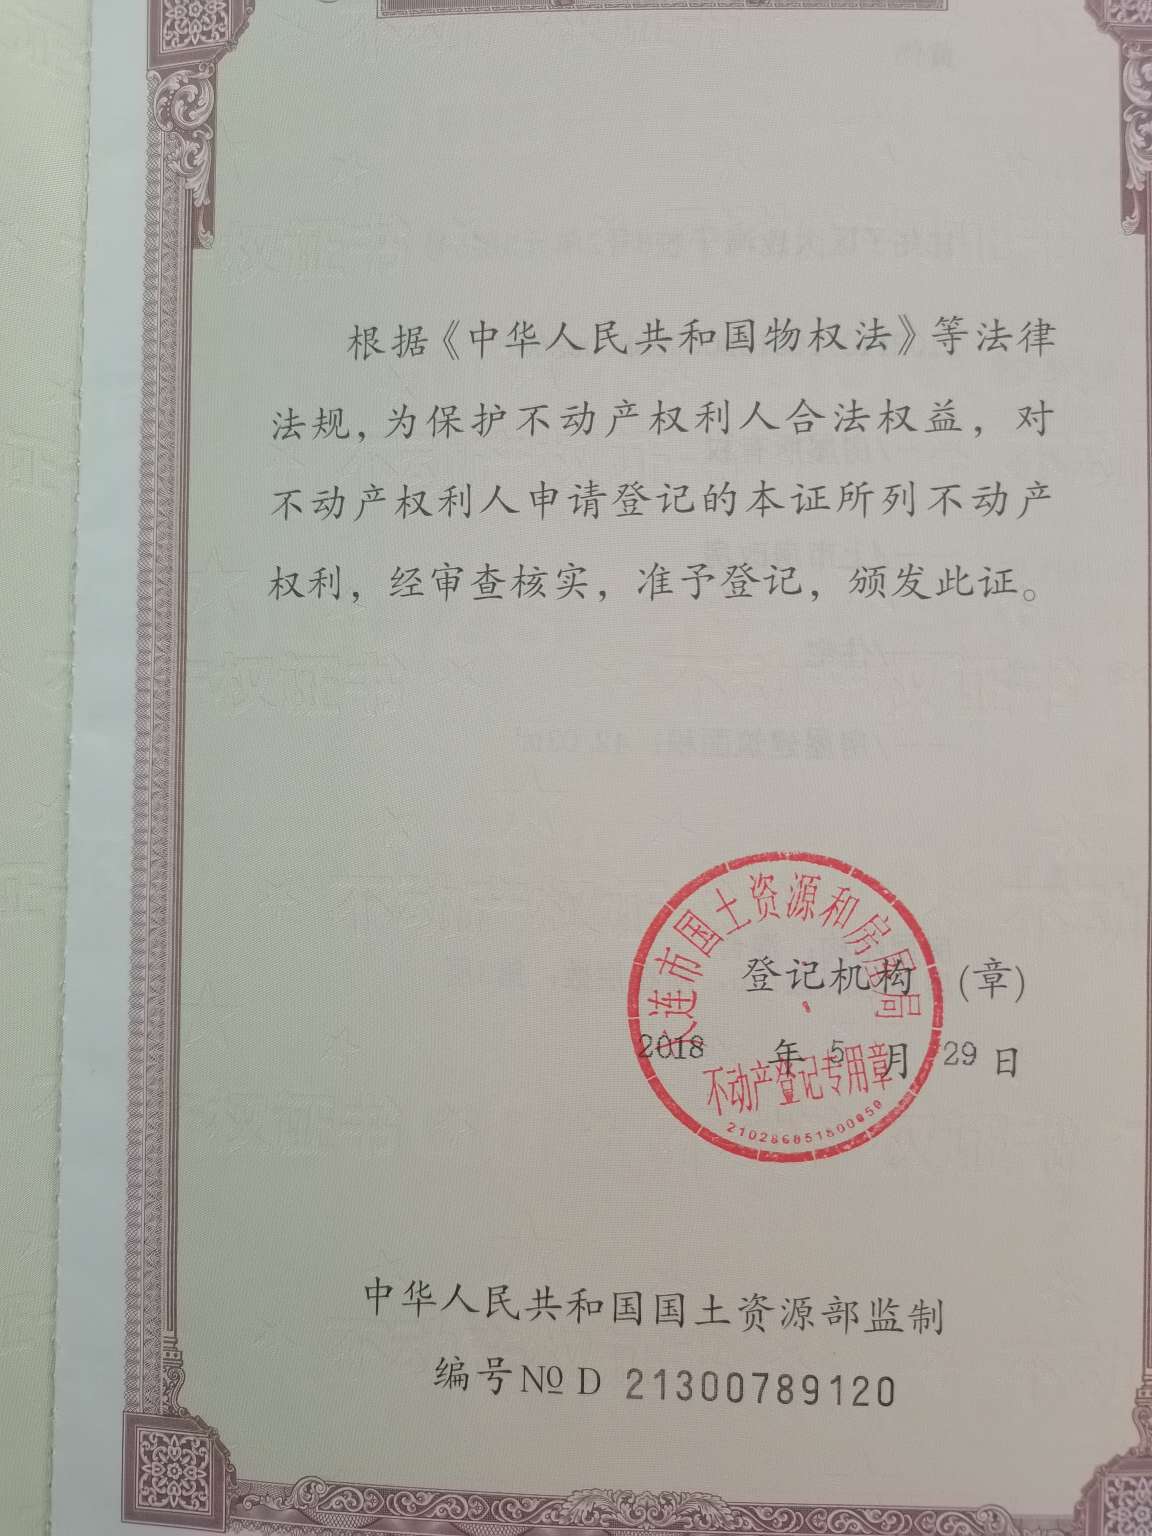 根据《中华人民共和国物权法》等法律
法规，为保护不动产权利人合法权益，对
不动产权利人申请登记的本证所列不动产
权利，经审查核实，准予登记，颁发此证。
大连市国土资源和房屋局
登记机构 (章)
2018 年 5 月 29 日
不动产登记专用章
中华人民共和国国土资源部监制
编号 № D 21300789120